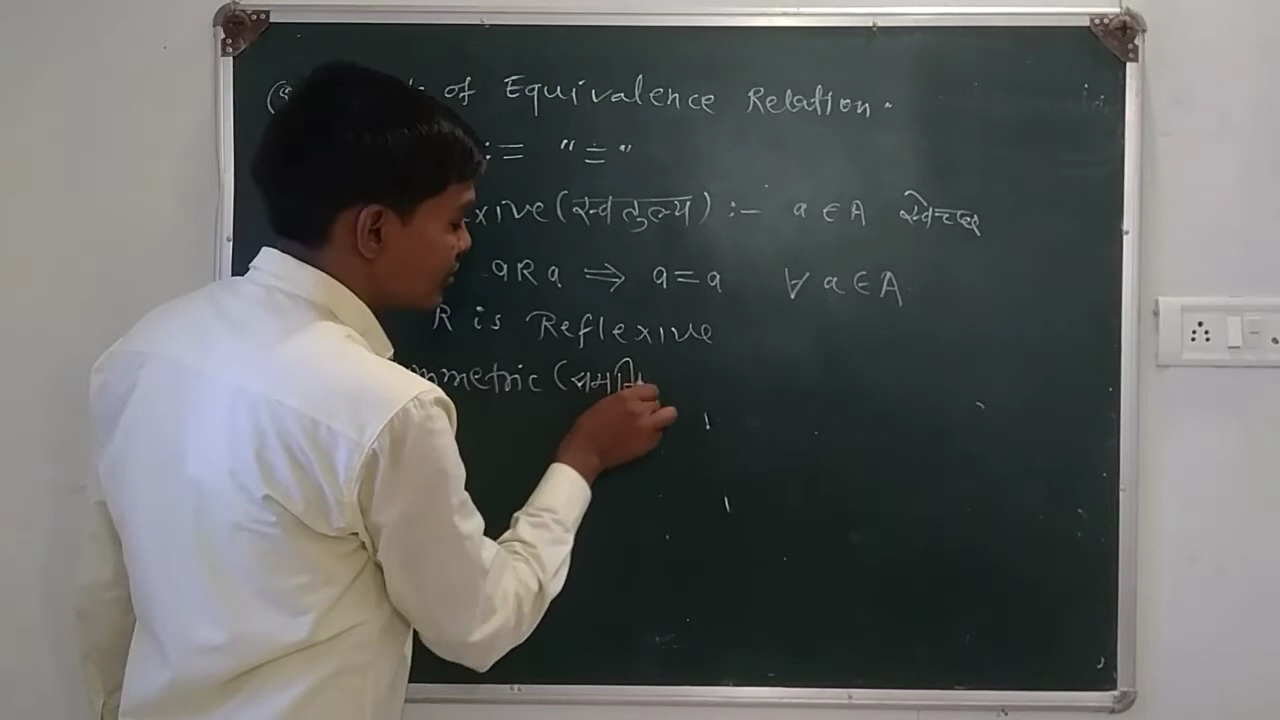 of Equivalence Relation.
:= "="
xive (स्वतुल्य) :- a ∈ A स्वेच्छ
aRa ⇒ a=a ∀ a∈A
R is Reflexive
mmetric (सममि